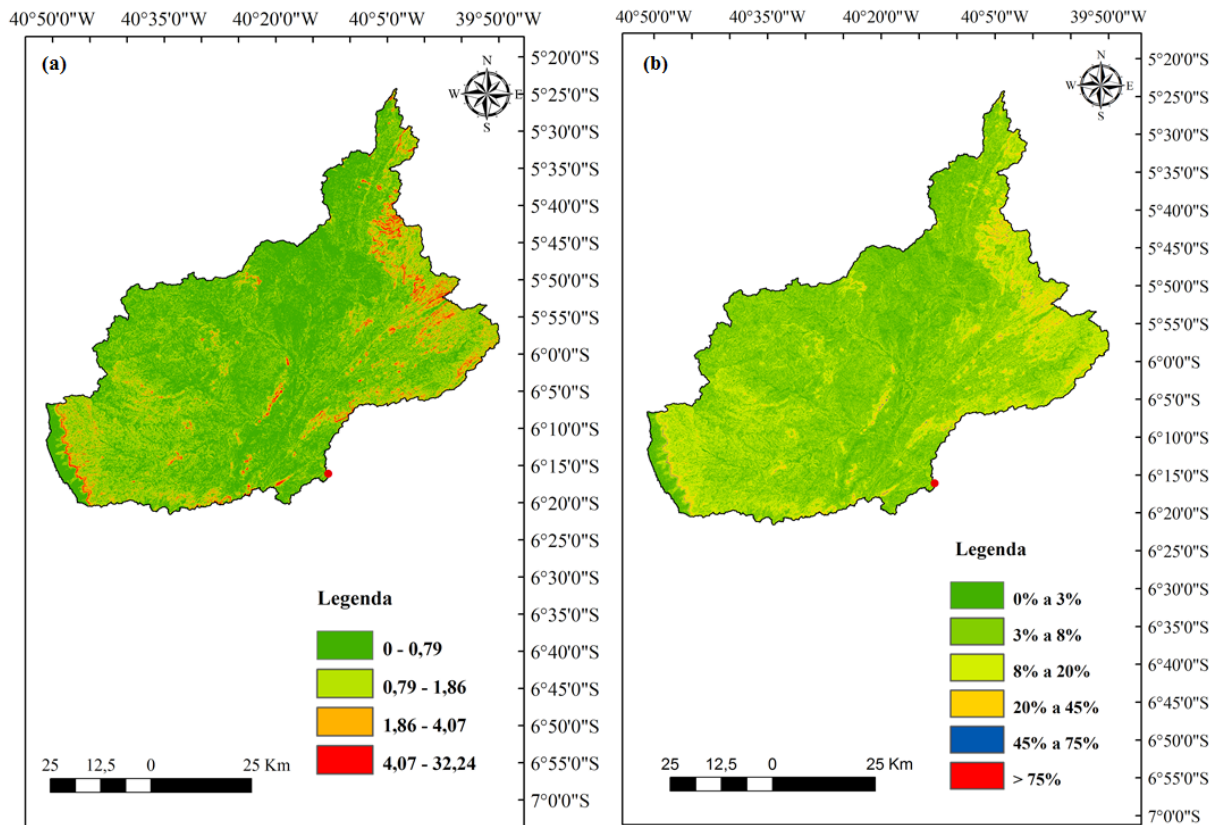 40°50'0"W 40°35'0"W 40°20'0"W 40°5'0"W 39°50'0"W
(a)
N
W E
S
5°20'0"S
5°25'0"S
5°30'0"S
5°35'0"S
5°40'0"S
5°45'0"S
5°50'0"S
5°55'0"S
6°0'0"S
6°5'0"S
6°10'0"S
6°15'0"S
6°20'0"S
6°25'0"S
6°30'0"S
6°35'0"S
6°40'0"S
6°45'0"S
6°50'0"S
6°55'0"S
7°0'0"S
Legenda
0 - 0,79
0,79 - 1,86
1,86 - 4,07
4,07 - 32,24
25 12,5 0 25 Km
40°50'0"W 40°35'0"W 40°20'0"W 40°5'0"W 39°50'0"W
(b)
N
W E
S
5°20'0"S
5°25'0"S
5°30'0"S
5°35'0"S
5°40'0"S
5°45'0"S
5°50'0"S
5°55'0"S
6°0'0"S
6°5'0"S
6°10'0"S
6°15'0"S
6°20'0"S
6°25'0"S
6°30'0"S
6°35'0"S
6°40'0"S
6°45'0"S
6°50'0"S
6°55'0"S
7°0'0"S
Legenda
0% a 3%
3% a 8%
8% a 20%
20% a 45%
45% a 75%
> 75%
25 12,5 0 25 Km